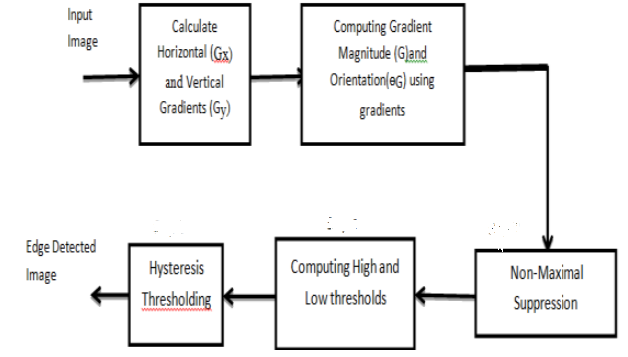 Input
Image
Calculate
Horizontal (Gx)
and Vertical
Gradients (Gy)
Computing Gradient
Magnitude (G)and
Orientation(ɵG) using
gradients
Non-Maximal
Suppression
Computing High and
Low thresholds
Hysteresis
Thresholding
Edge Detected
Image